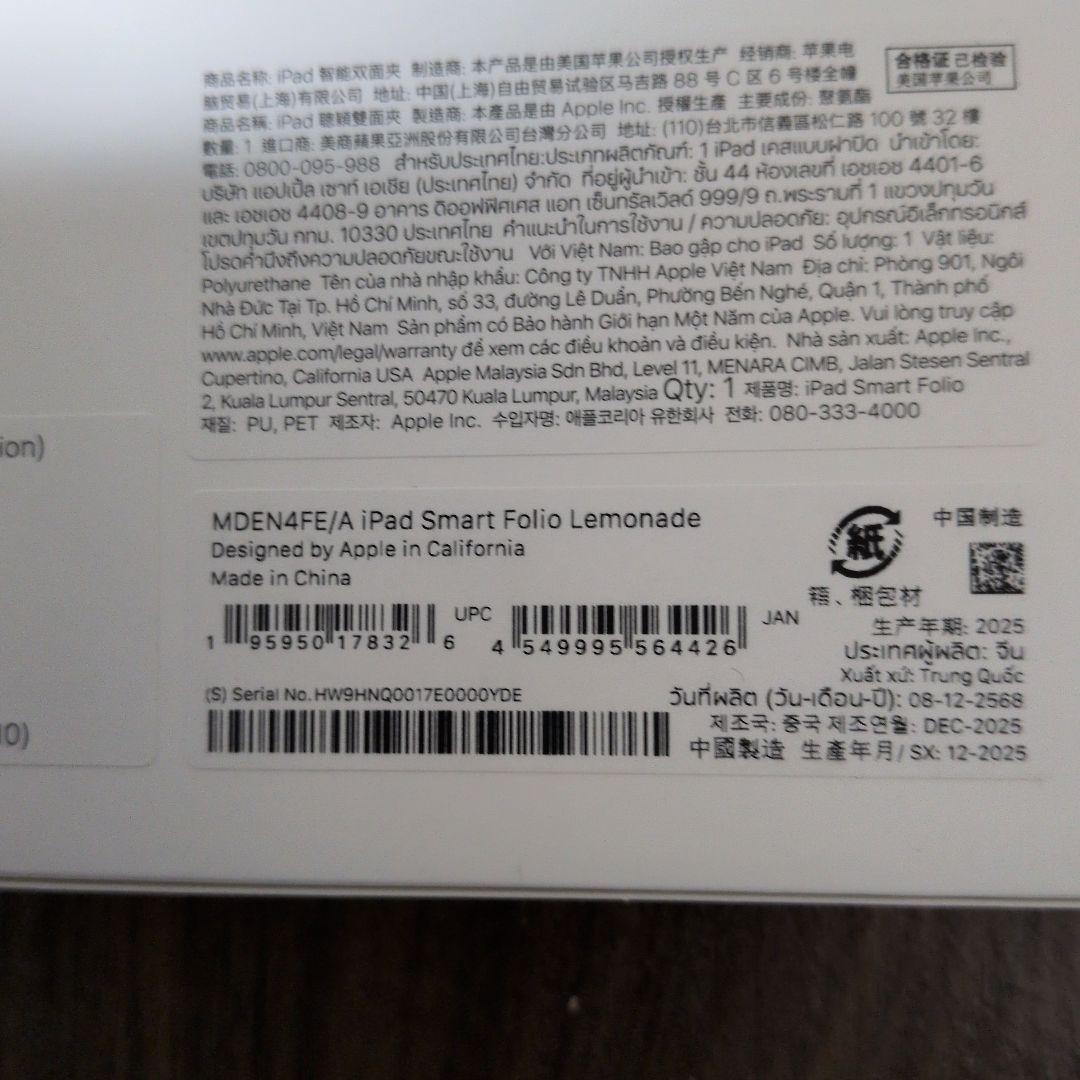 商品名称: iPad 智能双面夹 制造商: 本产品是由美国苹果公司授权生产 经销商: 苹果电
脑贸易(上海)有限公司 地址: 中国(上海)自由贸易试验区马吉路 88 号 C 区 6 号楼全幢
商品名稱: iPad 聰穎雙面夾 製造商: 本產品是由 Apple Inc. 授權生產 主要成份: 聚氨酯
數量: 1 進口商: 美商蘋果亞洲股份有限公司台灣分公司 地址: (110)台北市信義區松仁路 100 號 32 樓
電話: 0800-095-988 สำหรับประเทศไทย:ประเภทผลิตภัณฑ์: 1 iPad เคสแบบฝาปิด นำเข้าโดย:
บริษัท แอปเปิ้ล เซาท์ เอเชีย (ประเทศไทย) จำกัด ที่อยู่ผู้นำเข้า: ชั้น 44 ห้องเลขที่ เอชเอช 4401-6
และ เอชเอช 4408-9 อาคาร ดิออฟฟิศเศส แอท เซ็นทรัลเวิลด์ 999/9 ถ.พระรามที่ 1 แขวงปทุมวัน
เขตปทุมวัน กทม. 10330 ประเทศไทย คำแนะนำในการใช้งาน / ความปลอดภัย: อุปกรณ์อิเล็กทรอนิกส์
โปรดคำนึงถึงความปลอดภัยขณะใช้งาน Với Việt Nam: Bao gập cho iPad Số lượng: 1 Vật liệu:
Polyurethane Tên của nhà nhập khẩu: Công ty TNHH Apple Việt Nam Địa chỉ: Phòng 901, Ngôi
Nhà Đức Tại Tp. Hồ Chí Minh, số 33, đường Lê Duẩn, Phường Bến Nghé, Quận 1, Thành phố
Hồ Chí Minh, Việt Nam Sản phẩm có Bảo hành Giới hạn Một Năm của Apple. Vui lòng truy cập
www.apple.com/legal/warranty để xem các điều khoản và điều kiện. Nhà sản xuất: Apple Inc.,
Cupertino, California USA Apple Malaysia Sdn Bhd, Level 11, MENARA CIMB, Jalan Stesen Sentral
2, Kuala Lumpur Sentral, 50470 Kuala Lumpur, Malaysia Qty: 1 제품명: iPad Smart Folio
재질: PU, PET 제조자: Apple Inc. 수입자명: 애플코리아 유한회사 전화: 080-333-4000
合格证 已检验
美国苹果公司
ion)
10)
MDEN4FE/A iPad Smart Folio Lemonade
Designed by Apple in California
Made in China
1 95950 17832 6 UPC
4 549995 564426 JAN
(S) Serial No. HW9HNQ0017E0000YDE
紙
箱、梱包材
中国制造
生产年期: 2025
ประเทศผู้ผลิต: จีน
Xuất xứ: Trung Quốc
วันที่ผลิต (วัน-เดือน-ปี): 08-12-2568
제조국: 중국 제조연월: DEC-2025
中國製造 生產年月/ SX: 12-2025